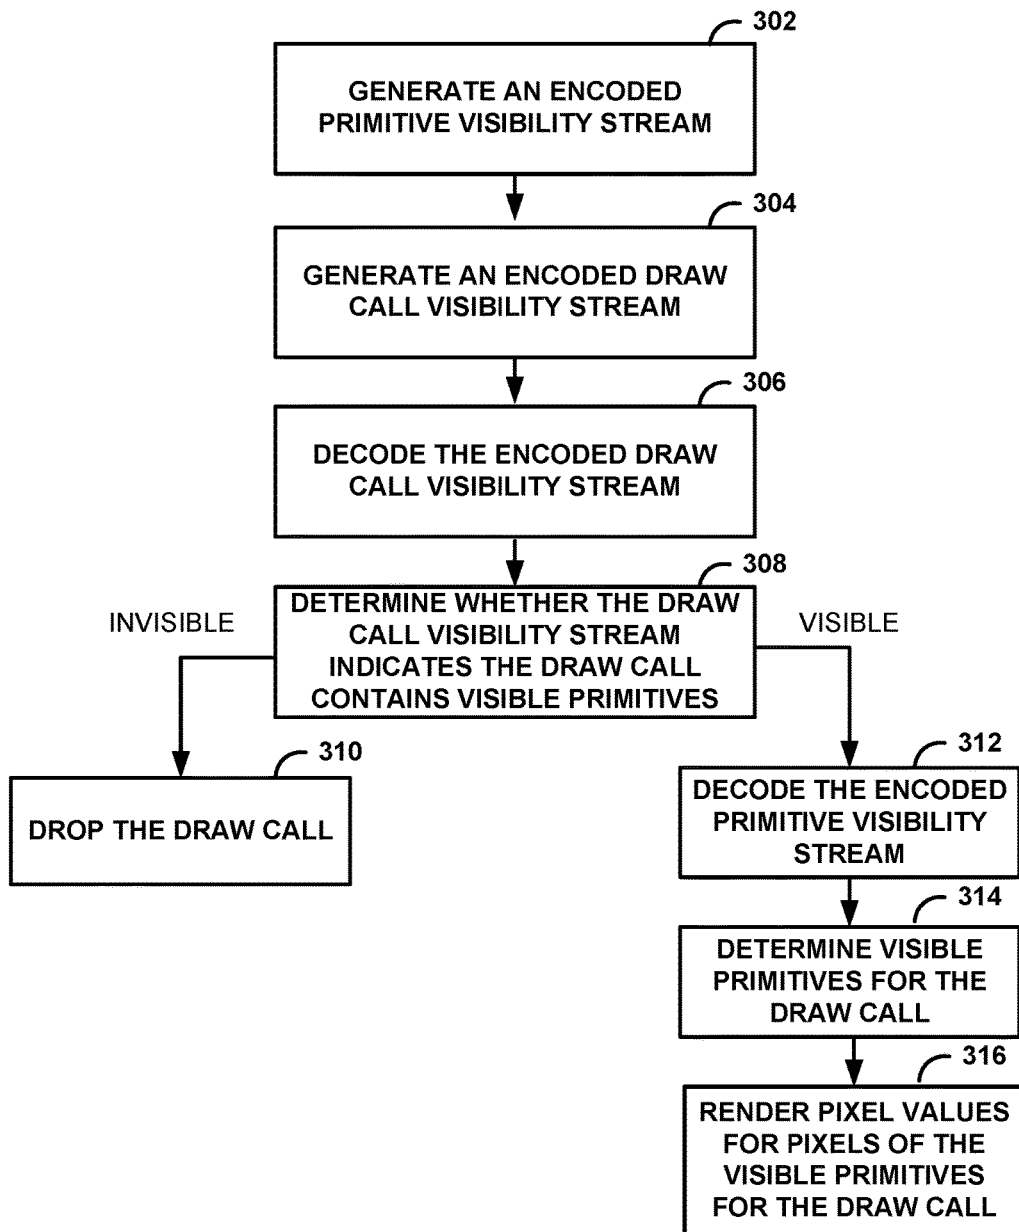 302
GENERATE AN ENCODED
PRIMITIVE VISIBILITY STREAM
304
GENERATE AN ENCODED DRAW
CALL VISIBILITY STREAM
306
DECODE THE ENCODED DRAW
CALL VISIBILITY STREAM
308
DETERMINE WHETHER THE DRAW
CALL VISIBILITY STREAM
INDICATES THE DRAW CALL
CONTAINS VISIBLE PRIMITIVES
INVISIBLE
VISIBLE
310
DROP THE DRAW CALL
312
DECODE THE ENCODED
PRIMITIVE VISIBILITY
STREAM
314
DETERMINE VISIBLE
PRIMITIVES FOR THE
DRAW CALL
316
RENDER PIXEL VALUES
FOR PIXELS OF THE
VISIBLE PRIMITIVES
FOR THE DRAW CALL